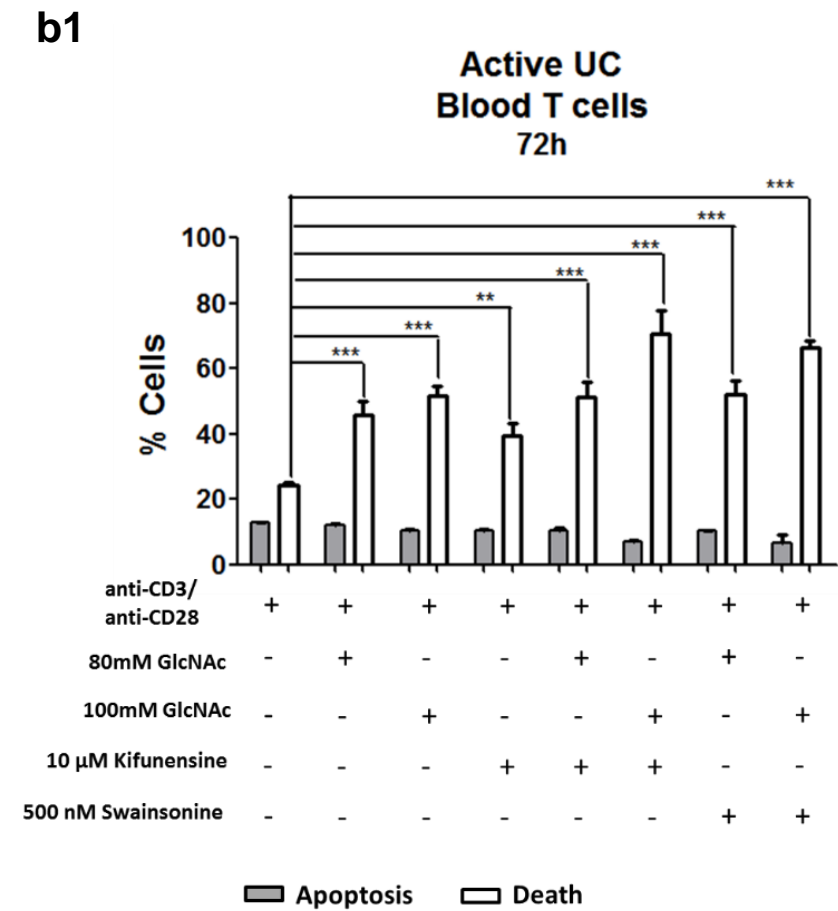 b1
Active UC
Blood T cells
72h
***
***
***
***
**
***
***
100
80
60
40
20
0
% Cells
anti-CD3/
anti-CD28 + + + + + + + +
80mM GlcNAc - + - - + - + -
100mM GlcNAc - - + - - + - +
10 µM Kifunensine - - - + + + - -
500 nM Swainsonine - - - - - - + +
Apoptosis Death